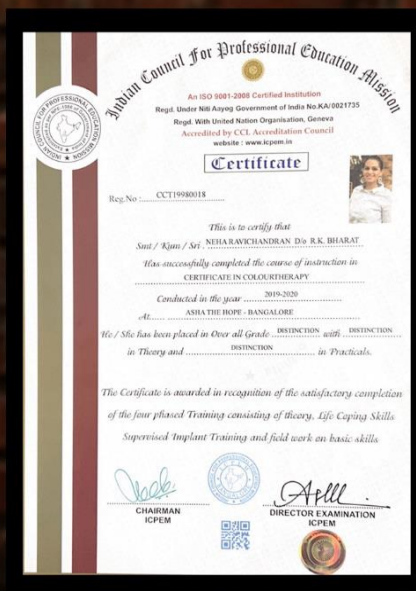 Indian Council For Professional Education Mission
An ISO 9001-2008 Certified Institution
Regd. Under Niti Aayog Government of India No.KA/0021735
Regd. With United Nation Organisation, Geneva
Accredited by CCL Accreditation Council
website : www.icpem.in
Certificate
Reg.No : CCT19980018
This is to certify that
Smt / Kum / Sri . NEHA RAVICHANDRAN D/o R.K. BHARAT
Has successfully completed the course of instruction in
CERTIFICATE IN COLOURTHERAPY
Conducted in the year 2019-2020
At ASHA THE HOPE - BANGALORE
He / She has been placed in Over all Grade DISTINCTION with DISTINCTION
in Theory and DISTINCTION in Practicals.
The Certificate is awarded in recognition of the satisfactory completion
of the four phased Training consisting of theory, Life Coping Skills
Supervised Implant Training and field work on basic skills
CHAIRMAN
ICPEM
DIRECTOR EXAMINATION
ICPEM